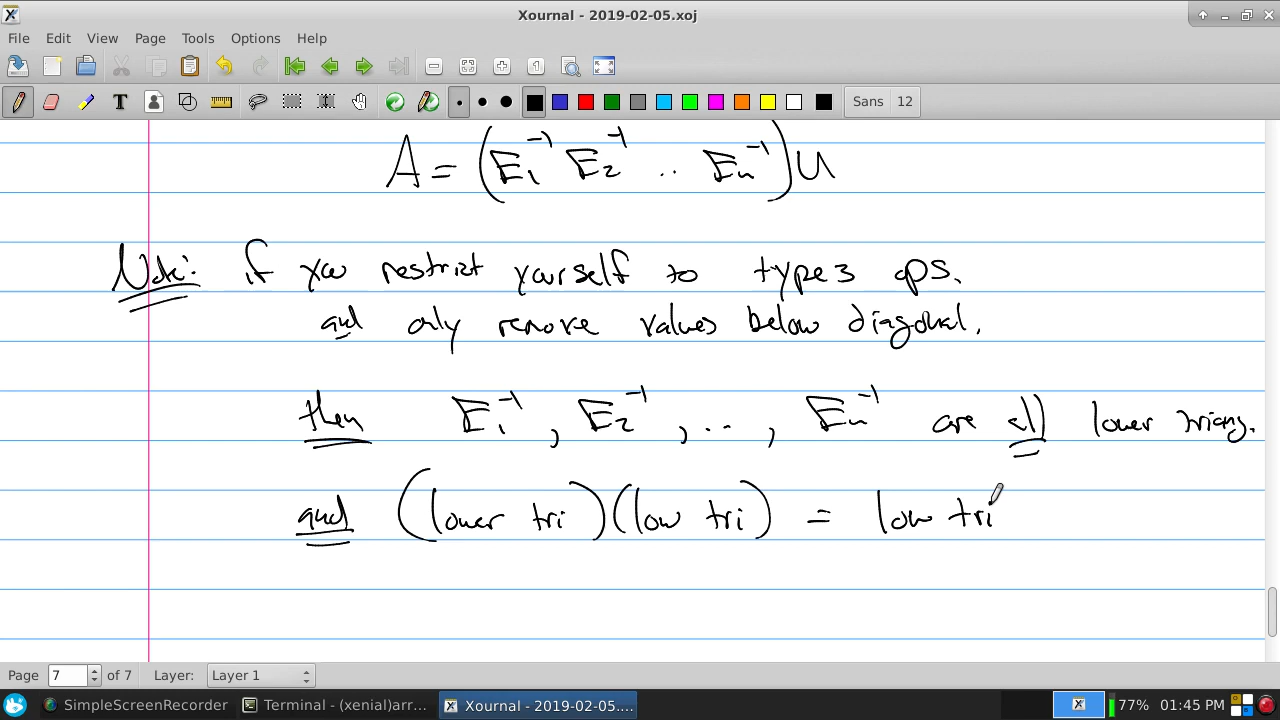 Xournal - 2019-02-05.xoj
File Edit View Page Tools Options Help
Sans 12
A = (E₁⁻¹ E₂⁻¹ .. Eₙ⁻¹) U
Note: if you restrict yourself to type 3 ops.
and only remove values below diagonal.
then E₁⁻¹, E₂⁻¹, ..., Eₙ⁻¹ are all lower triang.
and (lower tri)(low tri) = low tri
Page 7 of 7 Layer: Layer 1
SimpleScreenRecorder Terminal - (xenial)arr... Xournal - 2019-02-05.... 77% 01:45 PM